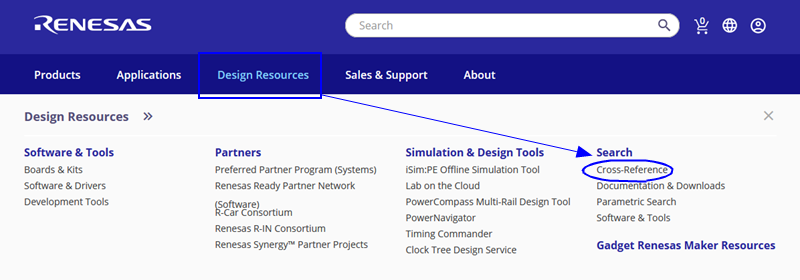 RENESAS
Search
0
Products Applications Design Resources Sales & Support About
Design Resources »
Software & Tools
Boards & Kits
Software & Drivers
Development Tools
Partners
Preferred Partner Program (Systems)
Renesas Ready Partner Network
(Software)
R-Car Consortium
Renesas R-IN Consortium
Renesas Synergy™ Partner Projects
Simulation & Design Tools
iSim:PE Offline Simulation Tool
Lab on the Cloud
PowerCompass Multi-Rail Design Tool
PowerNavigator
Timing Commander
Clock Tree Design Service
Search
Cross-Reference
Documentation & Downloads
Parametric Search
Software & Tools
Gadget Renesas Maker Resources